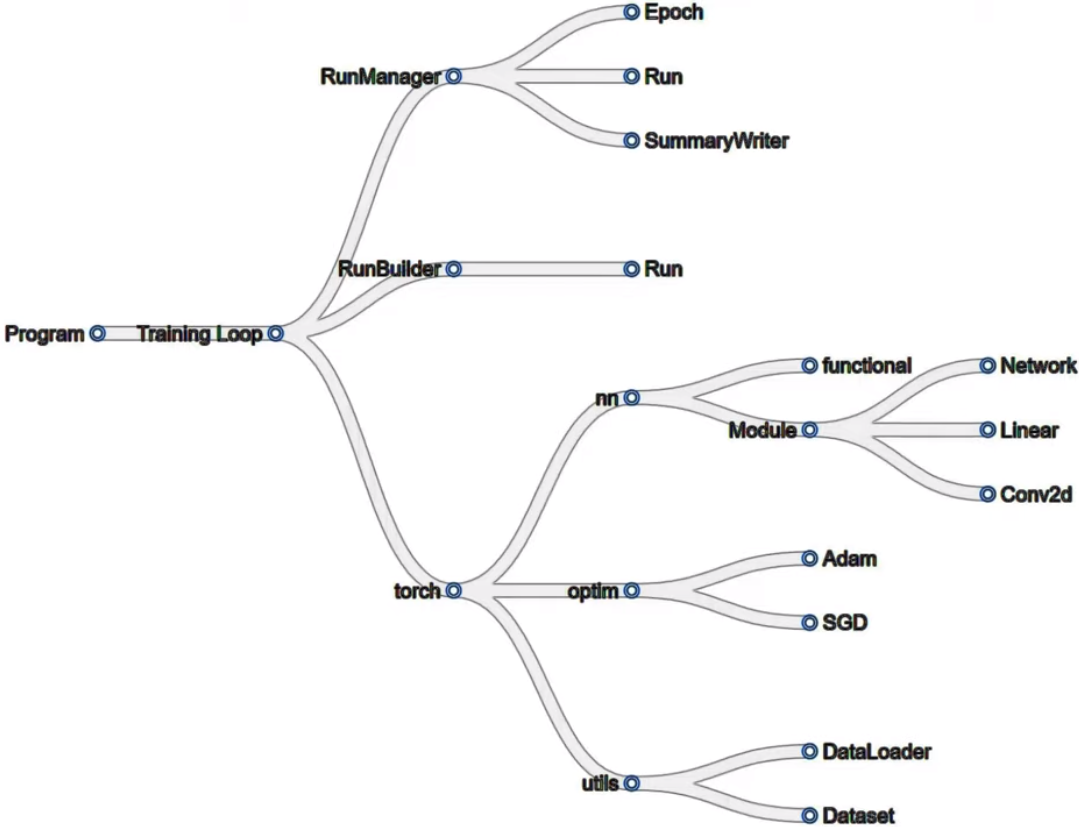 Epoch
RunManager
Run
SummaryWriter
RunBuilder
Run
Program
Training Loop
functional
Network
nn
Module
Linear
Conv2d
Adam
torch
optim
SGD
DataLoader
utils
Dataset